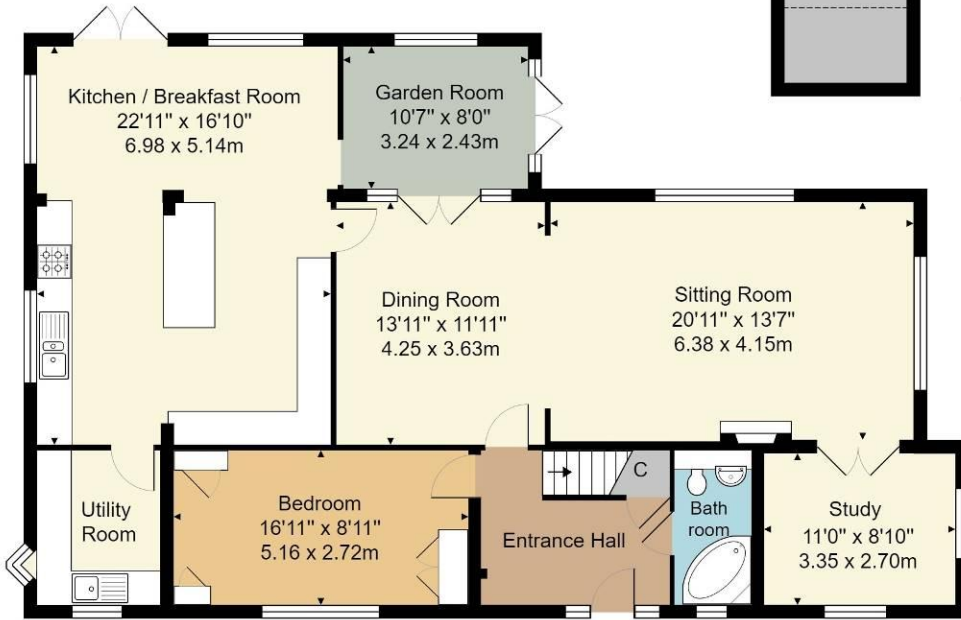 Kitchen / Breakfast Room
22'11" x 16'10"
6.98 x 5.14m
Garden Room
10'7" x 8'0"
3.24 x 2.43m
Dining Room
13'11" x 11'11"
4.25 x 3.63m
Sitting Room
20'11" x 13'7"
6.38 x 4.15m
Utility
Room
Bedroom
16'11" x 8'11"
5.16 x 2.72m
Entrance Hall
C
Bath
room
Study
11'0" x 8'10"
3.35 x 2.70m